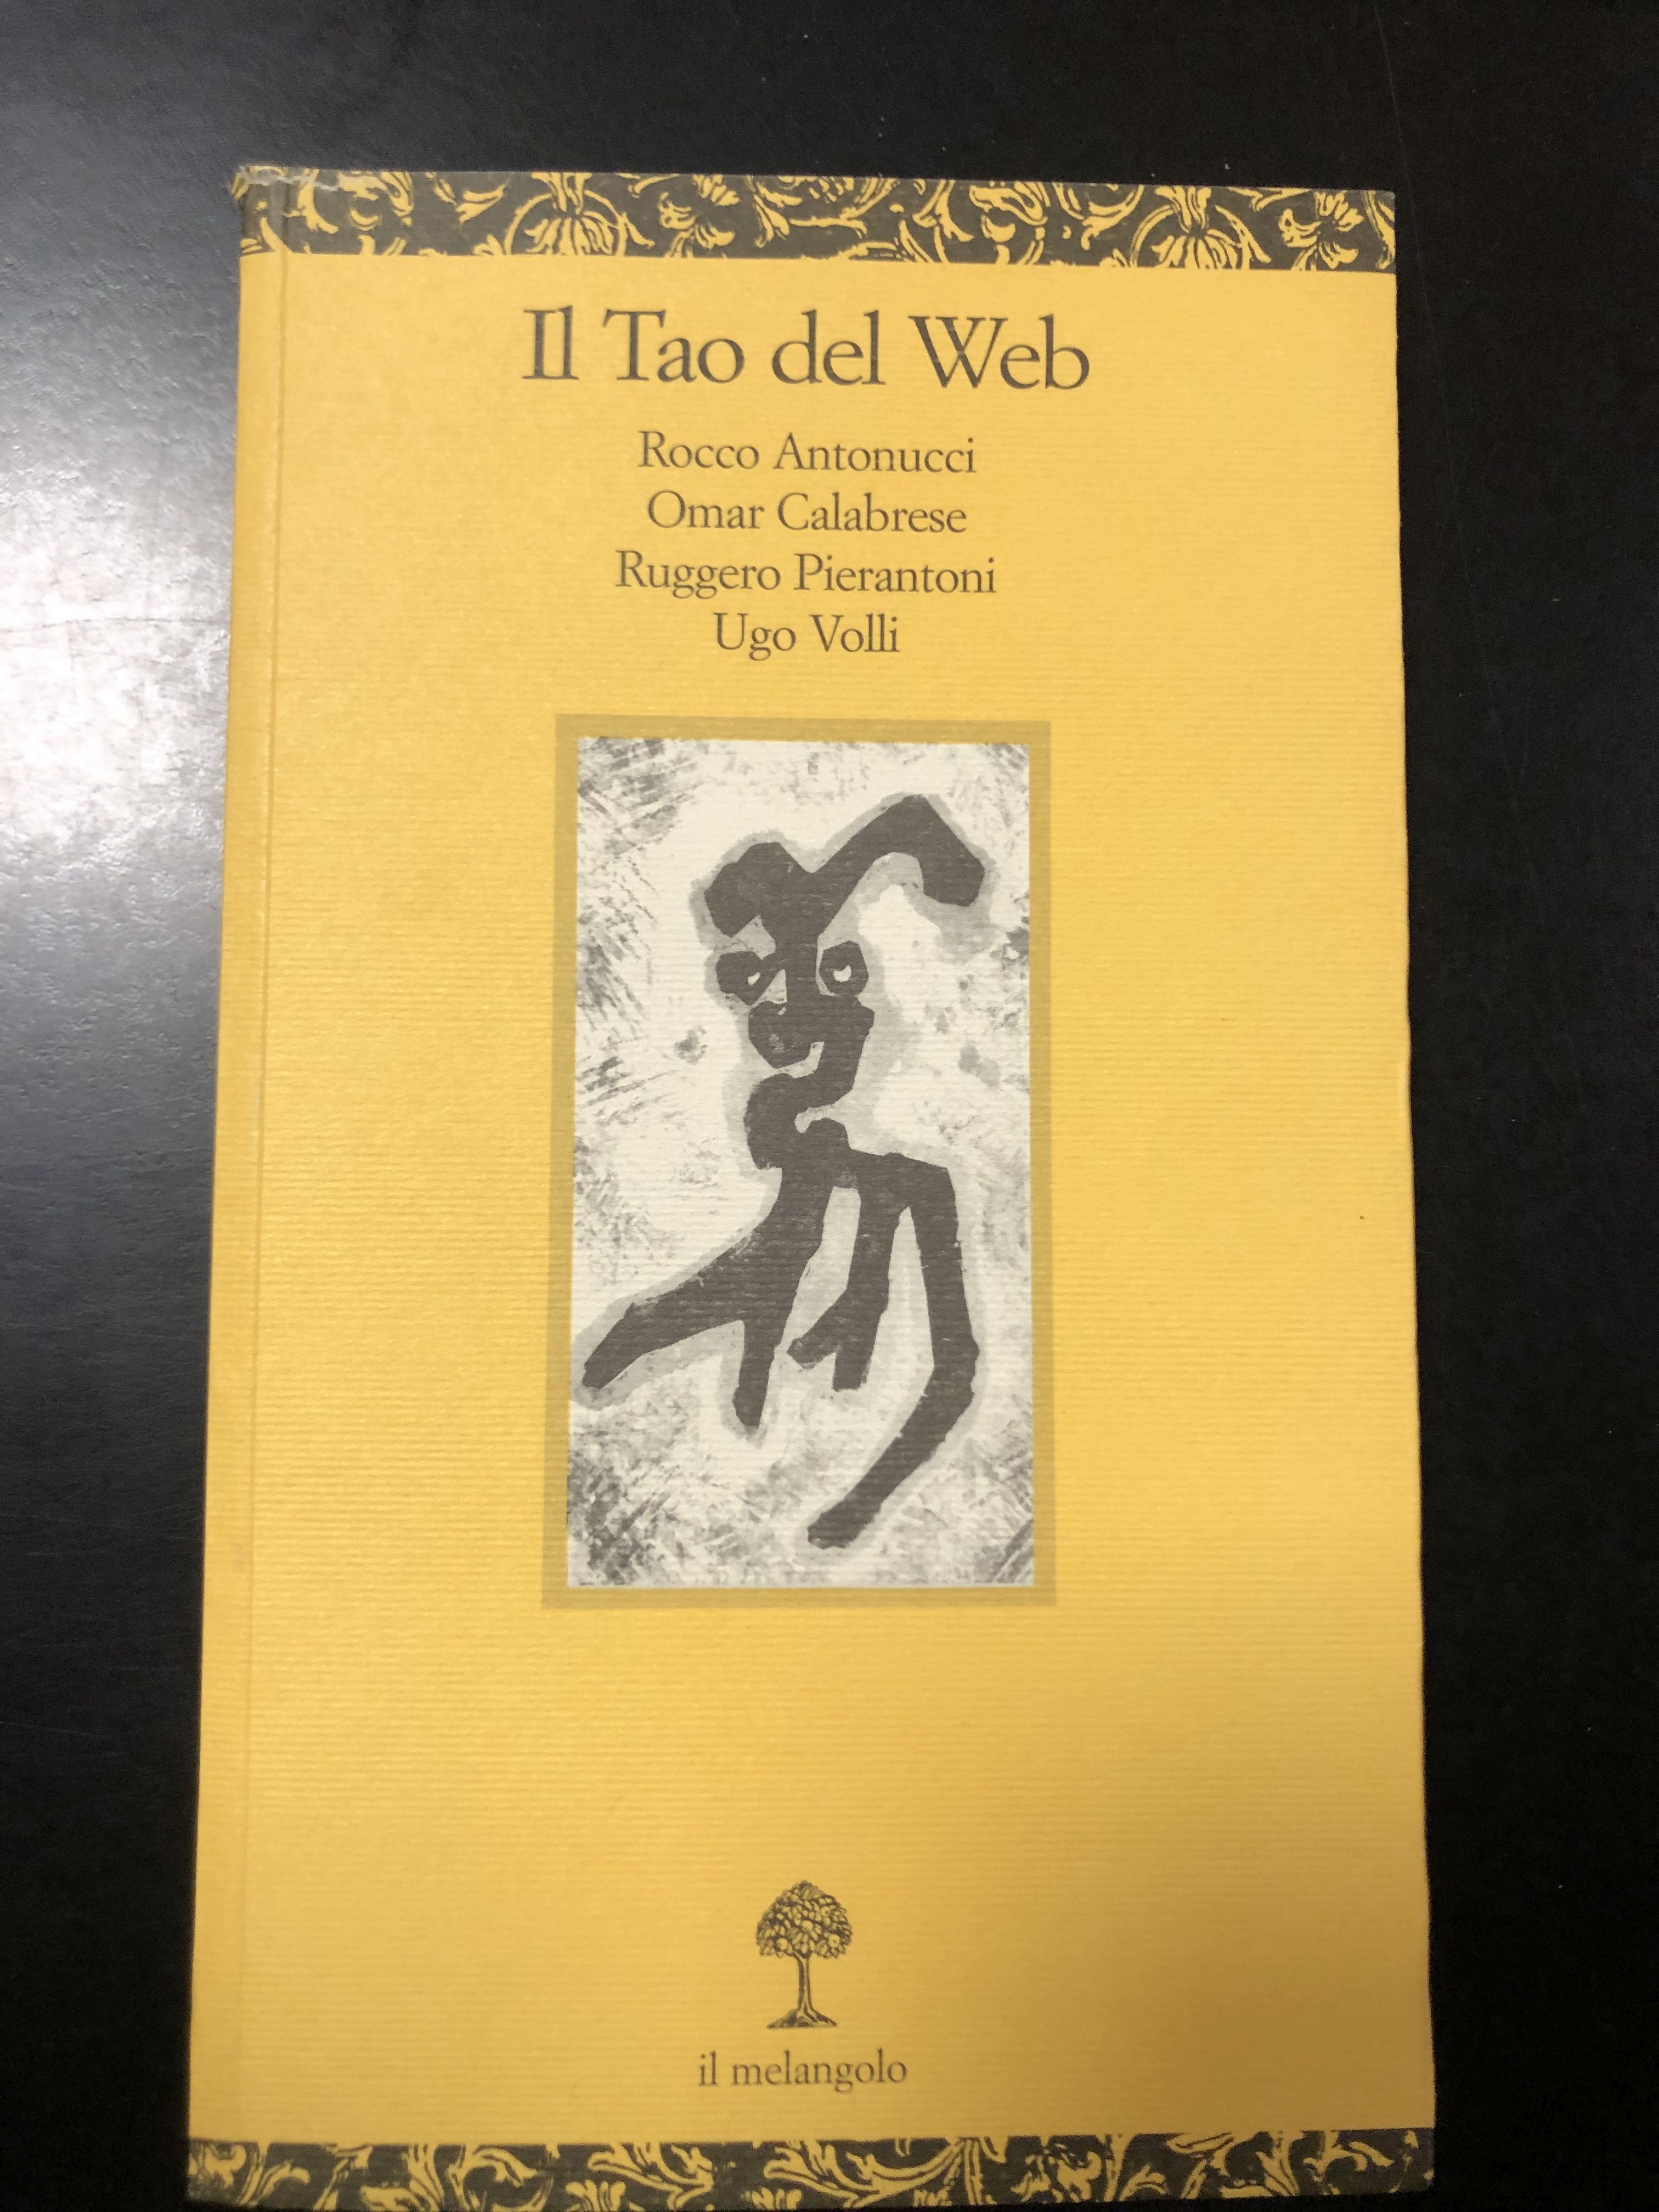 Il Tao del Web
Rocco Antonucci
Omar Calabrese
Ruggero Pierantoni
Ugo Volli
il melangolo